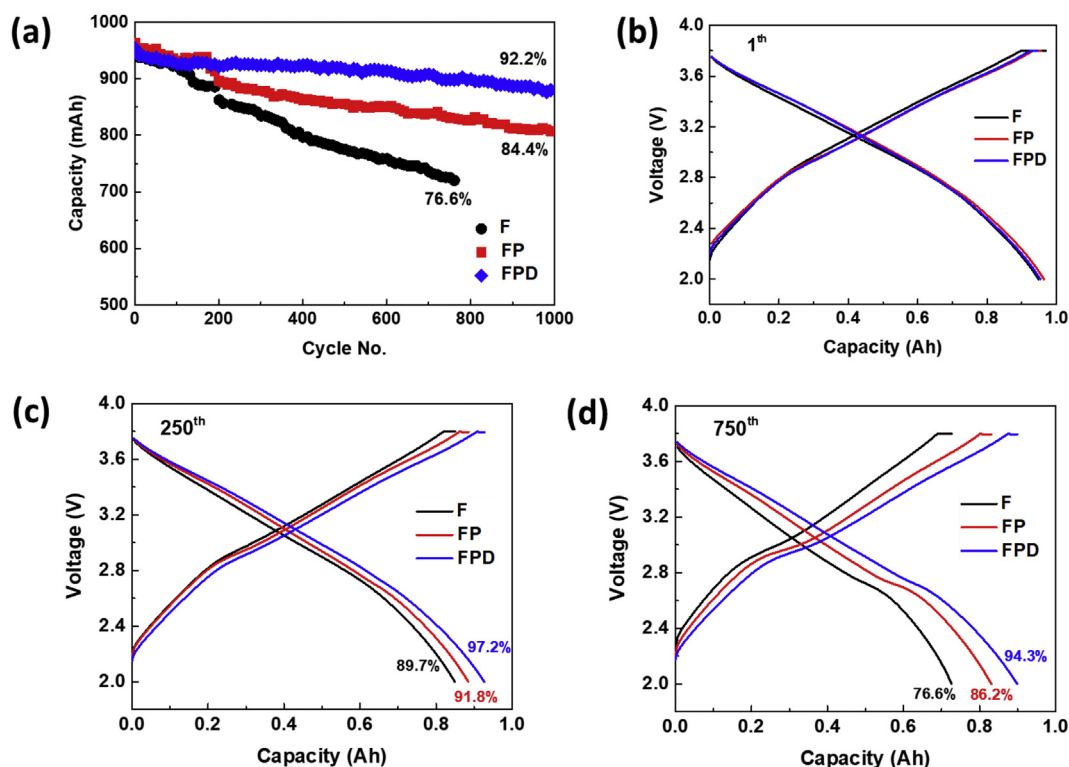 (a)
1000
900
800
700
600
500
0
200
400
600
800
1000
Capacity (mAh)
Cycle No.
92.2%
84.4%
76.6%
F
FP
FPD
(b)
1th
3.6
3.2
2.8
2.4
2.0
0.0
0.2
0.4
0.6
0.8
1.0
Voltage (V)
Capacity (Ah)
F
FP
FPD
(c)
250th
4.0
3.6
3.2
2.8
2.4
2.0
0.0
0.2
0.4
0.6
0.8
1.0
Voltage (V)
Capacity (Ah)
F
FP
FPD
97.2%
89.7%
91.8%
(d)
750th
4.0
3.6
3.2
2.8
2.4
2.0
0.0
0.2
0.4
0.6
0.8
1.0
Voltage (V)
Capacity (Ah)
F
FP
FPD
94.3%
76.6%
86.2%